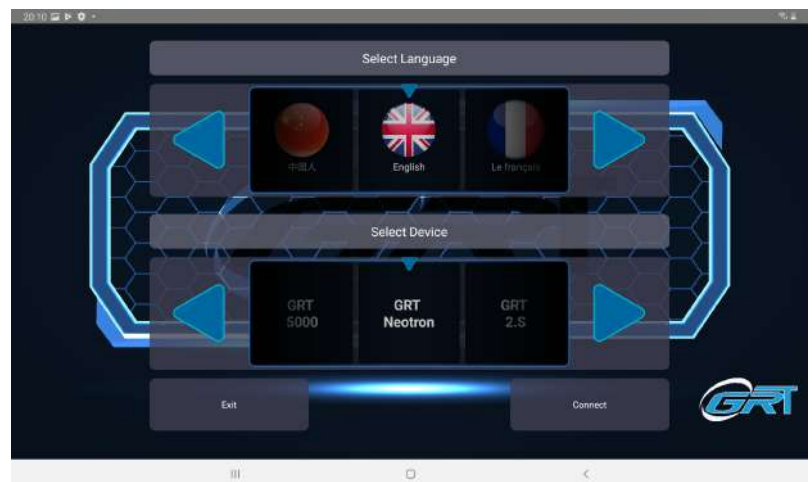 20:10
Select Language
中国人
English
Le français
Select Device
GRT
5000
GRT
Neotron
GRT
2.S
Exit
Connect
GRT